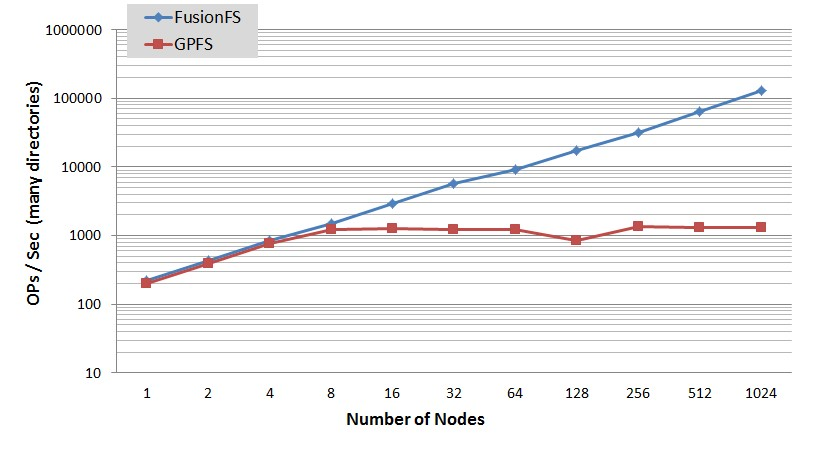 FusionFS
GPFS
1000000
100000
10000
1000
100
10
OPs / Sec (many directories)
1 2 4 8 16 32 64 128 256 512 1024
Number of Nodes